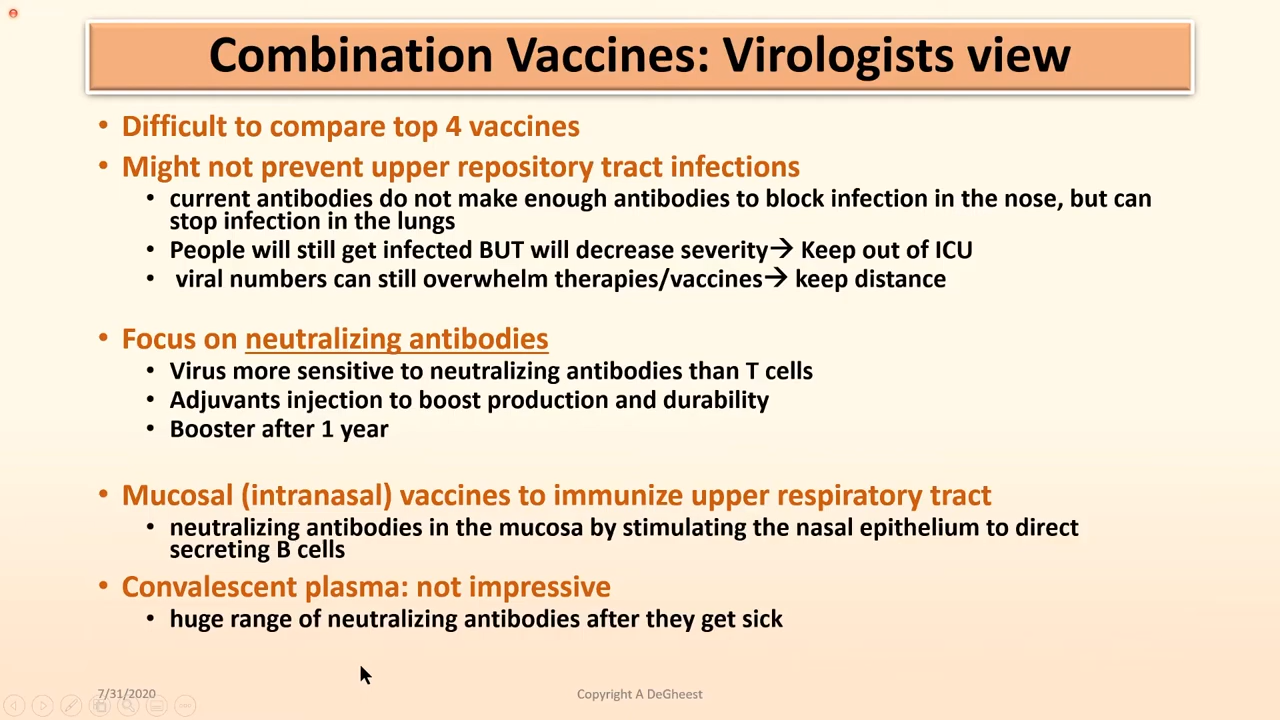 Combination Vaccines: Virologists view
• Difficult to compare top 4 vaccines
• Might not prevent upper repository tract infections
• current antibodies do not make enough antibodies to block infection in the nose, but can
stop infection in the lungs
• People will still get infected BUT will decrease severity→ Keep out of ICU
• viral numbers can still overwhelm therapies/vaccines→ keep distance
• Focus on neutralizing antibodies
• Virus more sensitive to neutralizing antibodies than T cells
• Adjuvants injection to boost production and durability
• Booster after 1 year
• Mucosal (intranasal) vaccines to immunize upper respiratory tract
• neutralizing antibodies in the mucosa by stimulating the nasal epithelium to direct
secreting B cells
• Convalescent plasma: not impressive
• huge range of neutralizing antibodies after they get sick
7/31/2020
Copyright A DeGheest